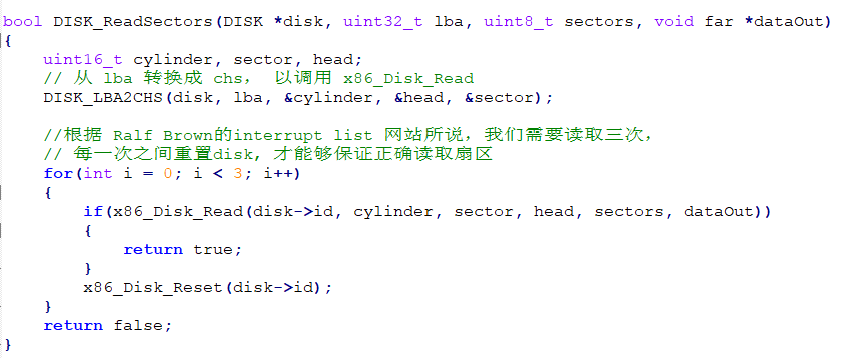 bool DISK_ReadSectors(DISK *disk, uint32_t lba, uint8_t sectors, void far *dataOut)
{
    uint16_t cylinder, sector, head;
    // 从 lba 转换成 chs， 以调用 x86_Disk_Read
    DISK_LBA2CHS(disk, lba, &cylinder, &head, &sector);

    //根据 Ralf Brown的interrupt list 网站所说，我们需要读取三次，
    // 每一次之间重置disk, 才能够保证正确读取扇区
    for(int i = 0; i < 3; i++)
    {
        if(x86_Disk_Read(disk->id, cylinder, sector, head, sectors, dataOut))
        {
            return true;
        }
        x86_Disk_Reset(disk->id);
    }
    return false;
}